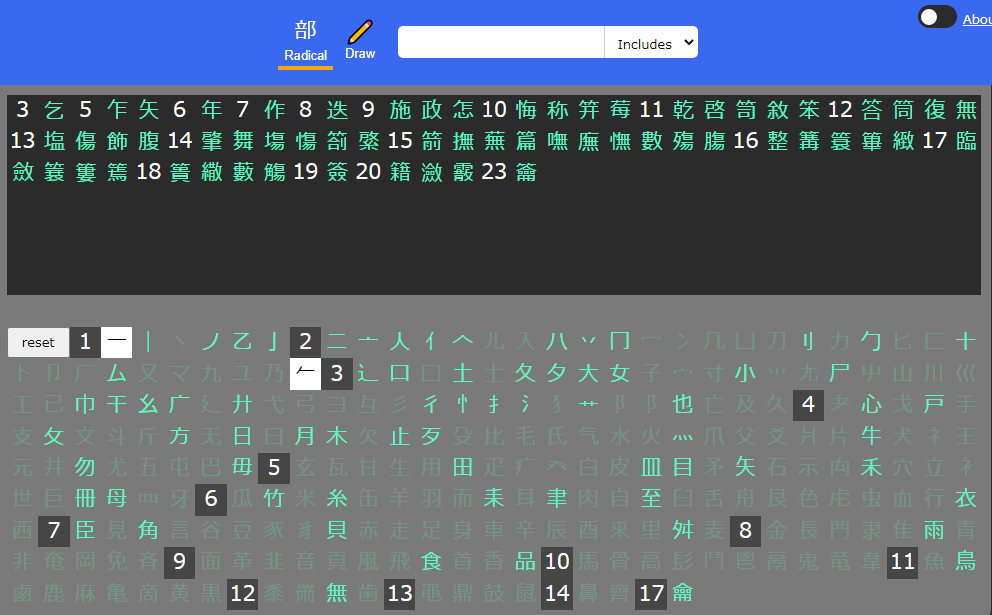 部
Radical
Draw
Includes
Abou
3 乞 5 乍 矢 6 年 7 作 8 迭 9 施 政 怎 10 悔 称 笄 莓 11 乾 啓 笥 敘 笨 12 答 筒 復 無
13 塩 傷 飾 腹 14 肇 舞 塲 慯 箚 綮 15 箭 撫 蕪 篇 嘸 廡 憮 數 殤 膓 16 整 篝 簑 篳 緻 17 臨
斂 簔 簍 篶 18 簀 繖 藪 觴 19 簽 20 籍 瀲 霰 23 籥
reset 1 一 丨 丶 ノ 乙 亅 2 二 亠 人 亻 𠆢 儿 入 八 丷 冂 冖 冫 几 凵 刀 刂 力 勹 匕 匚 十
卜 卩 厂 厶 又 マ 九 ユ 乃 𠂉 3 辶 口 囗 土 士 夂 夕 大 女 子 宀 寸 小 ⺌ 尢 尸 屮 山 川 巛
工 已 巾 干 幺 广 廴 廾 弋 弓 ヨ 彑 彡 彳 忄 扌 氵 犭 艹 阝 阝 也 亡 及 久 4 耂 心 戈 戸 手
支 攵 文 斗 斤 方 无 日 曰 月 木 欠 止 歹 殳 比 毛 氏 气 水 火 灬 爪 父 爻 爿 片 牛 犬 礻 王
元 井 勿 尤 五 屯 巴 毋 5 玄 瓦 甘 生 用 田 疋 疒 癶 白 皮 皿 目 矛 矢 石 示 禸 禾 穴 立 衤
世 巨 冊 母 罒 牙 6 瓜 竹 米 糸 缶 羊 羽 而 耒 耳 聿 肉 自 至 臼 舌 舟 艮 色 虍 虫 血 行 衣
西 7 臣 見 角 言 谷 豆 豕 豸 貝 赤 走 足 身 車 辛 辰 酉 釆 里 舛 麦 8 金 長 門 隶 隹 雨 青
非 奄 岡 免 斉 9 面 革 韭 音 頁 風 飛 食 首 香 品 10 馬 骨 高 髟 鬥 鬯 鬲 鬼 竜 韋 11 魚 鳥
鹵 鹿 麻 亀 啇 黄 黒 12 黍 黹 無 歯 13 黽 鼎 鼓 鼠 14 鼻 齊 17 龠